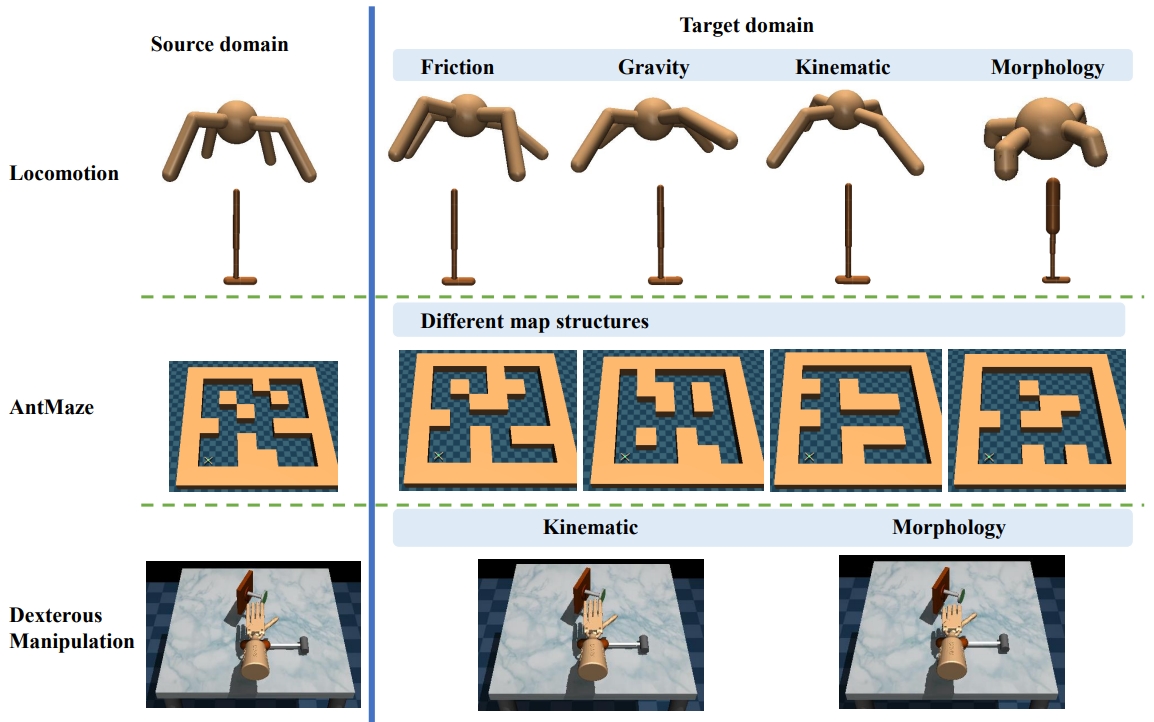 Source domain
Target domain
Friction Gravity Kinematic Morphology
Locomotion
Different map structures
AntMaze
Kinematic Morphology
Dexterous
Manipulation